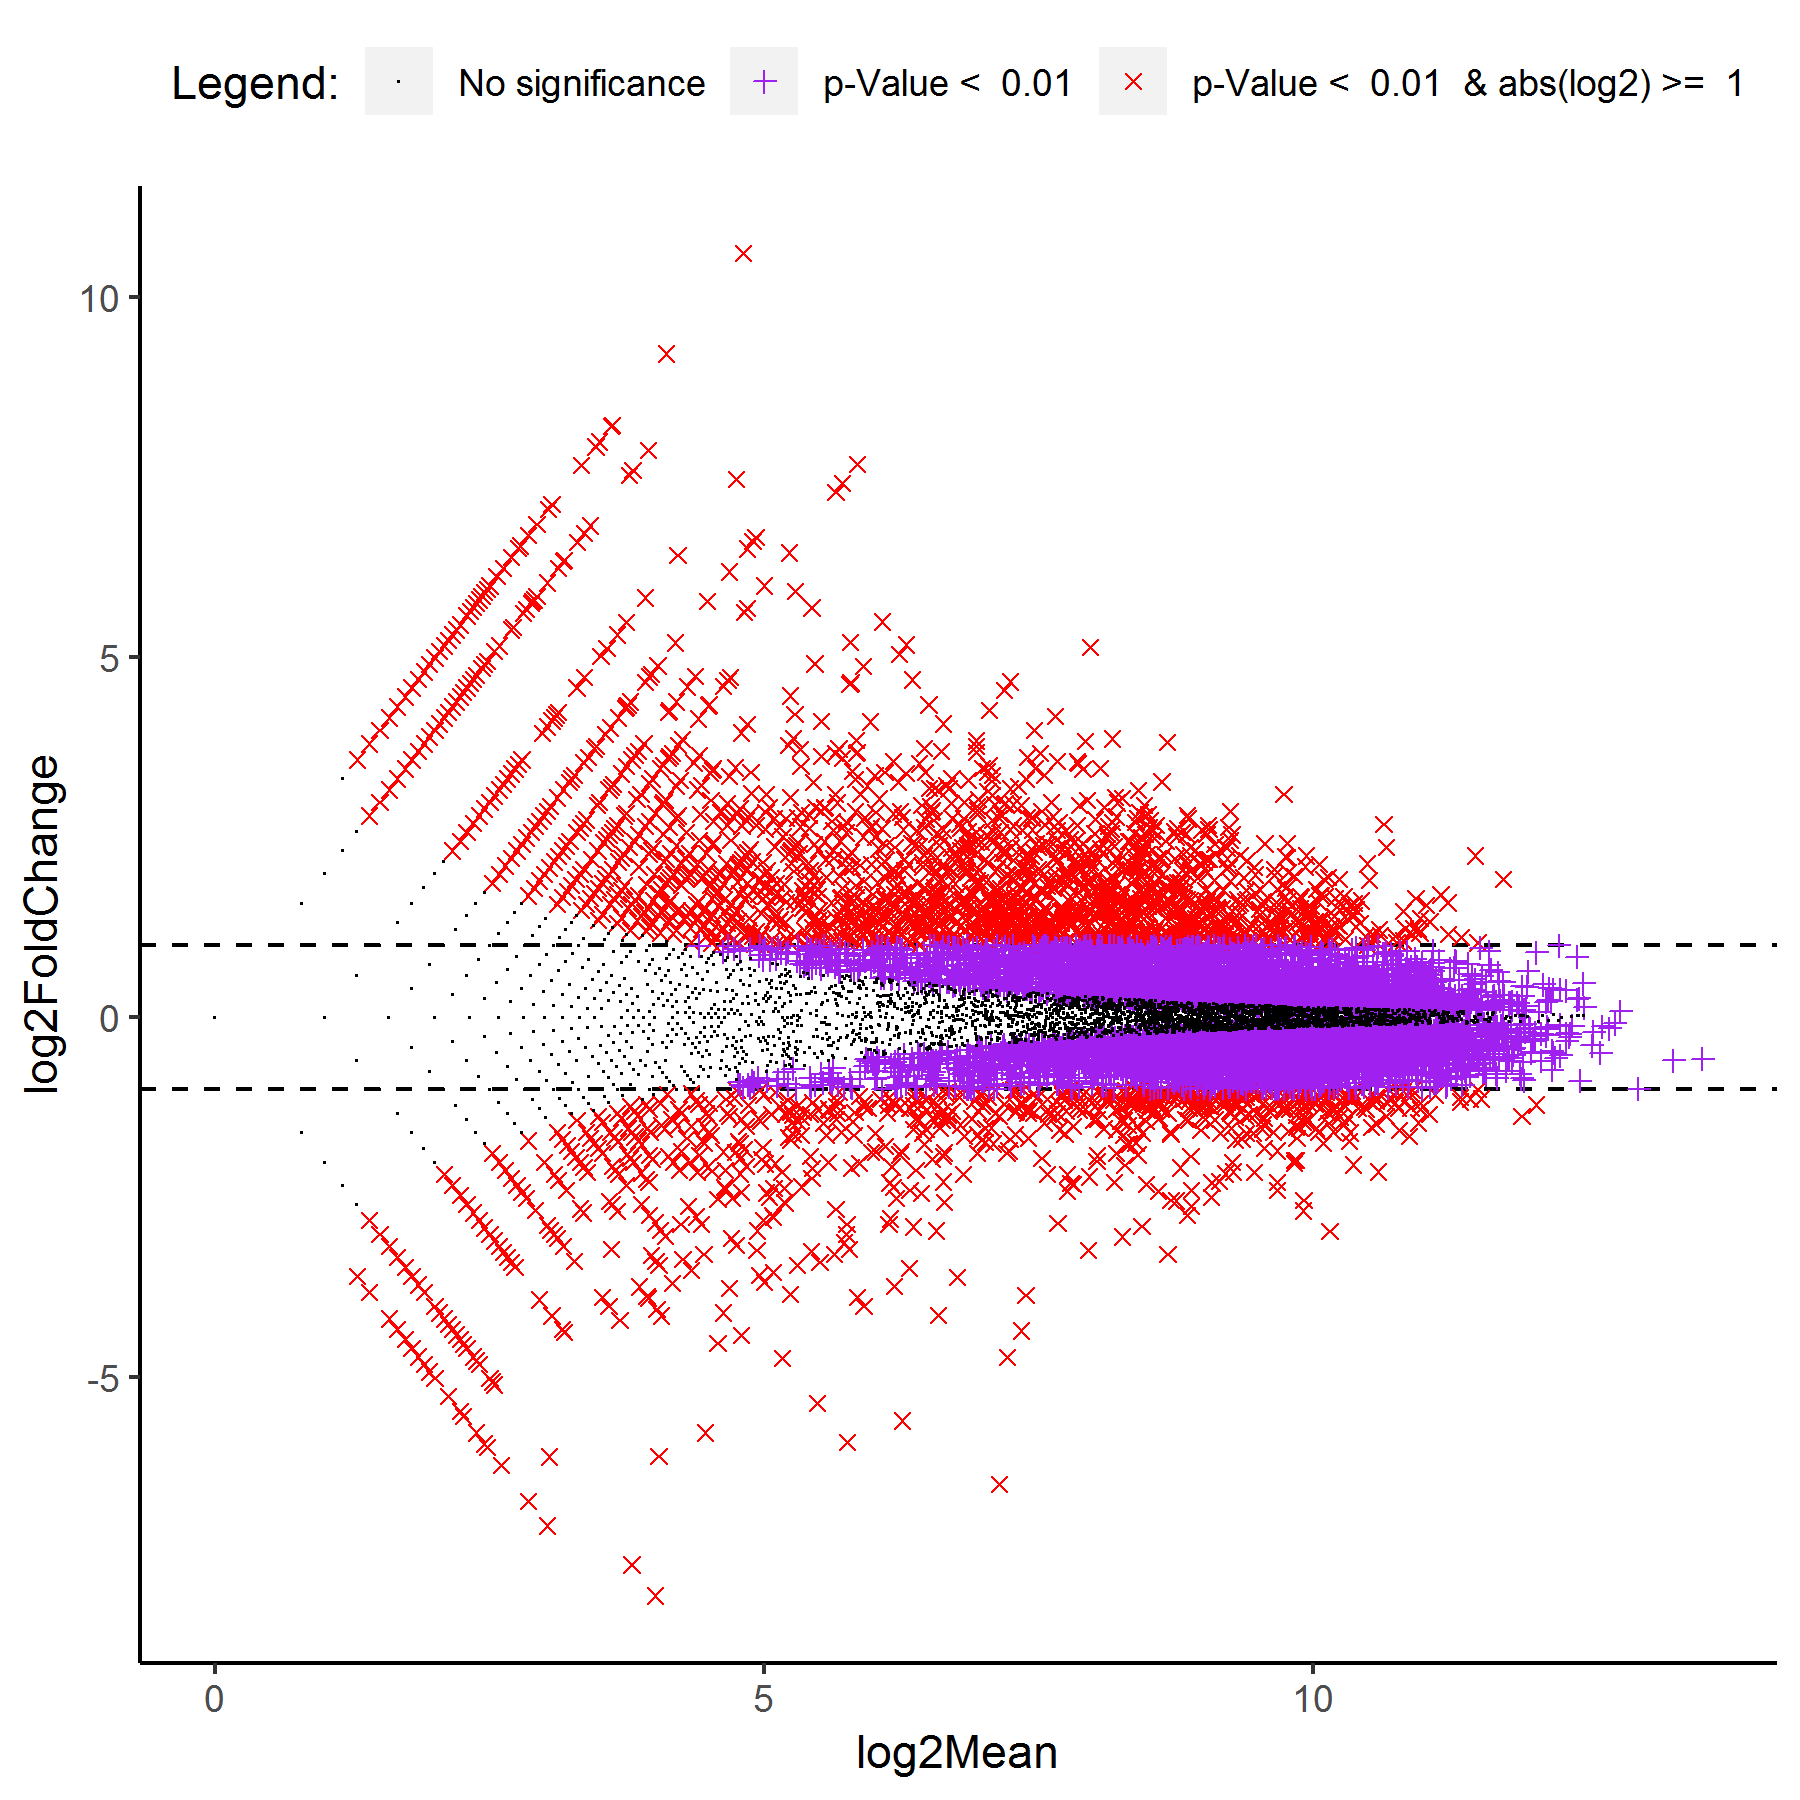 Legend: No significance p-Value < 0.01 p-Value < 0.01 & abs(log2) >= 1
10
5
0
-5
log2FoldChange
0 5 10
log2Mean